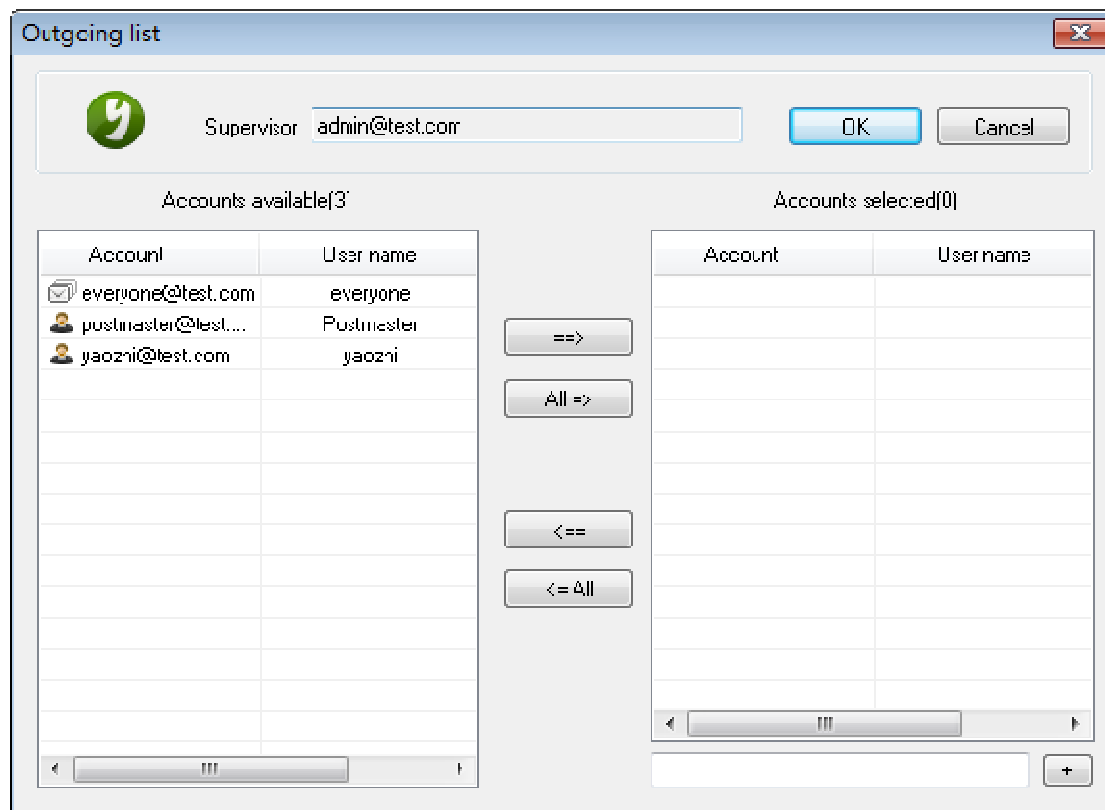 Outgoing list
Supervisor admin@test.com OK Cancel
Accounts available(3) Accounts selected(0)
Account User name Account User name
everyone@test.com everyone
postmaster@test.... Postmaster
yaozhi@test.com yaozhi
==>
All =>
<==
<= All
+